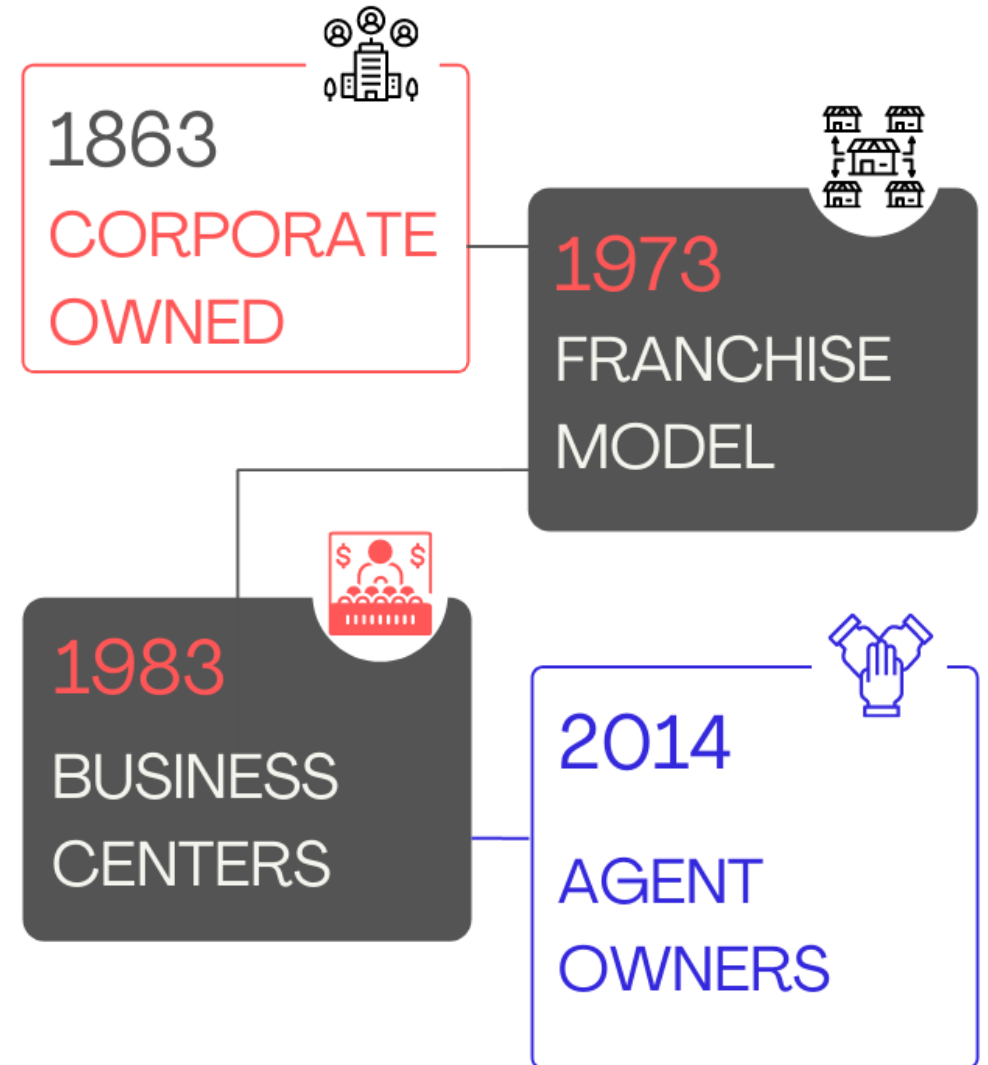 1863
CORPORATE
OWNED
1973
FRANCHISE
MODEL
$ $
1983
BUSINESS
CENTERS
2014
AGENT
OWNERS